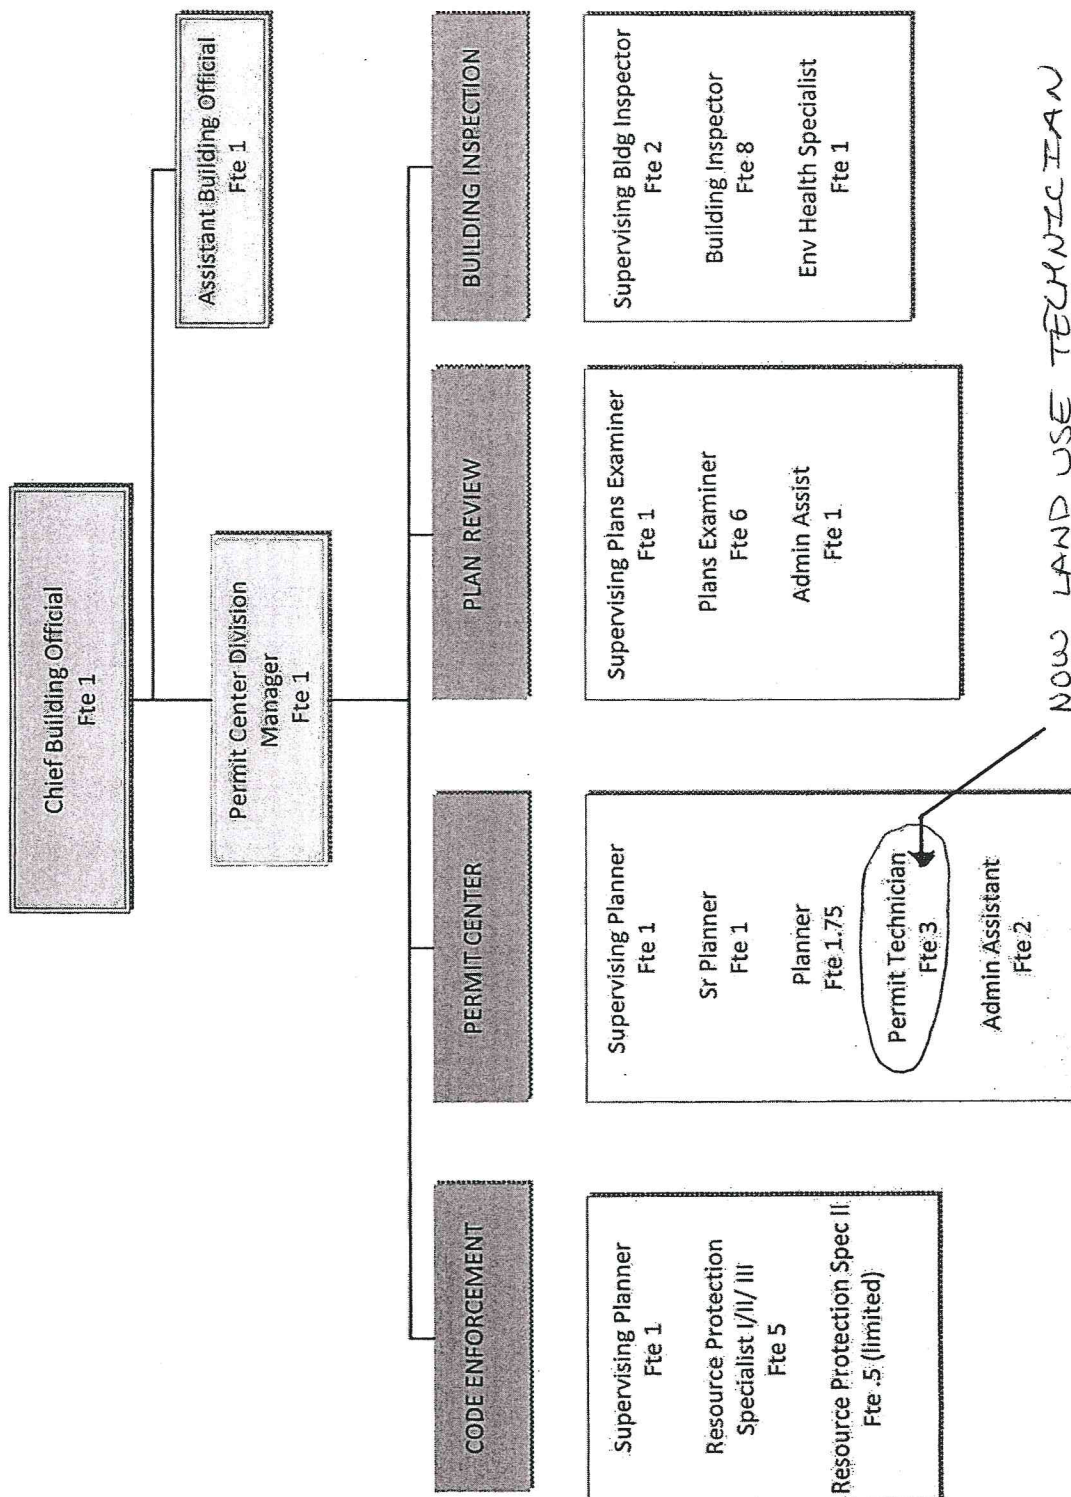 Chief Building Official
Fte 1
Assistant Building Official
Fte 1
Permit Center Division
Manager
Fte 1
CODE ENFORCEMENT
Supervising Planner
Fte 1
Resource Protection
Specialist I/II/ III
Fte 5
Resource Protection Spec II
Fte .5 (limited)
PERMIT CENTER
Supervising Planner
Fte 1
Sr Planner
Fte 1
Planner
Fte 1.75
Permit Technician
Fte 3
Admin Assistant
Fte 2
PLAN REVIEW
Supervising Plans Examiner
Fte 1
Plans Examiner
Fte 6
Admin Assist
Fte 1
BUILDING INSPECTION
Supervising Bldg Inspector
Fte 2
Building Inspector
Fte 8
Env Health Specialist
Fte 1
NOW LAND USE TECHNICIAN